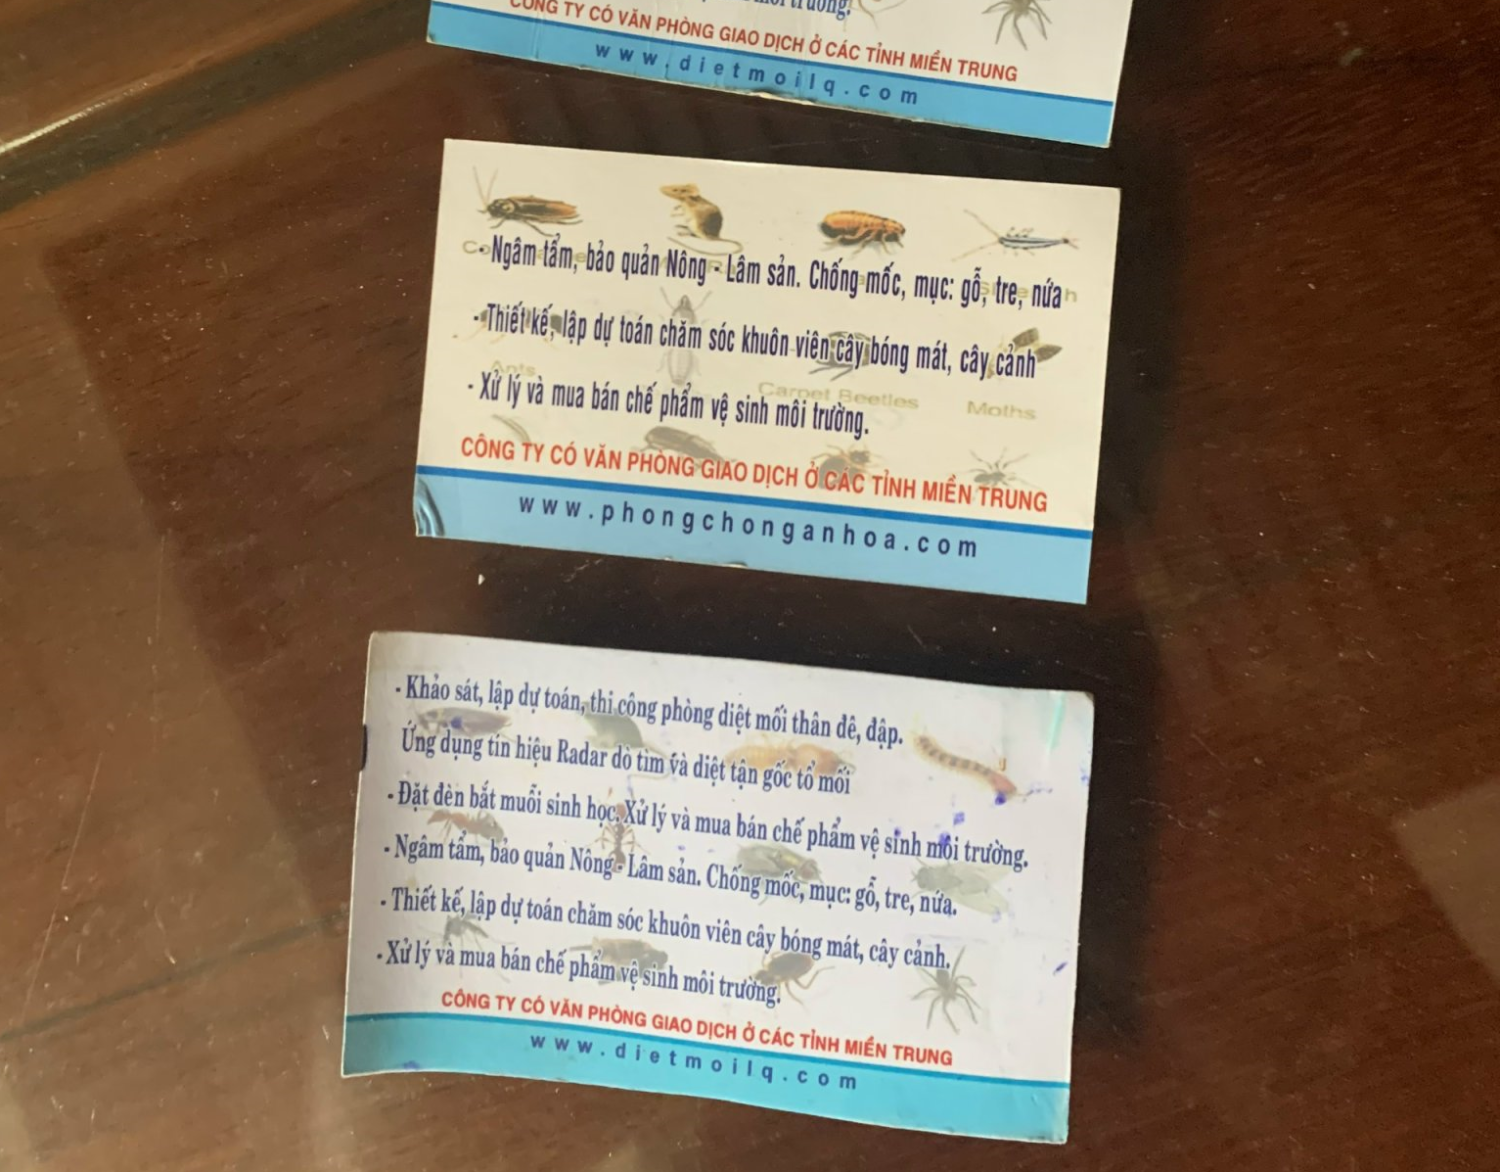 môi trường.
CÔNG TY CÓ VĂN PHÒNG GIAO DỊCH Ở CÁC TỈNH MIỀN TRUNG
www.dietmoilq.com
- Ngâm tẩm, bảo quản Nông - Lâm sản. Chống mốc, mục: gỗ, tre, nứa
- Thiết kế, lập dự toán chăm sóc khuôn viên cây bóng mát, cây cảnh
Ants
- Xử lý và mua bán chế phẩm vệ sinh môi trường.
Carpet Beetles
Moths
CÔNG TY CÓ VĂN PHÒNG GIAO DỊCH Ở CÁC TỈNH MIỀN TRUNG
www.phongchonganhoa.com
- Khảo sát, lập dự toán, thi công phòng diệt mối thân đê, đập.
Ứng dụng tín hiệu Radar dò tìm và diệt tận gốc tổ mối
- Đặt đèn bắt muỗi sinh học. Xử lý và mua bán chế phẩm vệ sinh môi trường.
- Ngâm tẩm, bảo quản Nông - Lâm sản. Chống mốc, mục: gỗ, tre, nứa.
- Thiết kế, lập dự toán chăm sóc khuôn viên cây bóng mát, cây cảnh.
- Xử lý và mua bán chế phẩm vệ sinh môi trường.
CÔNG TY CÓ VĂN PHÒNG GIAO DỊCH Ở CÁC TỈNH MIỀN TRUNG
www.dietmoilq.com